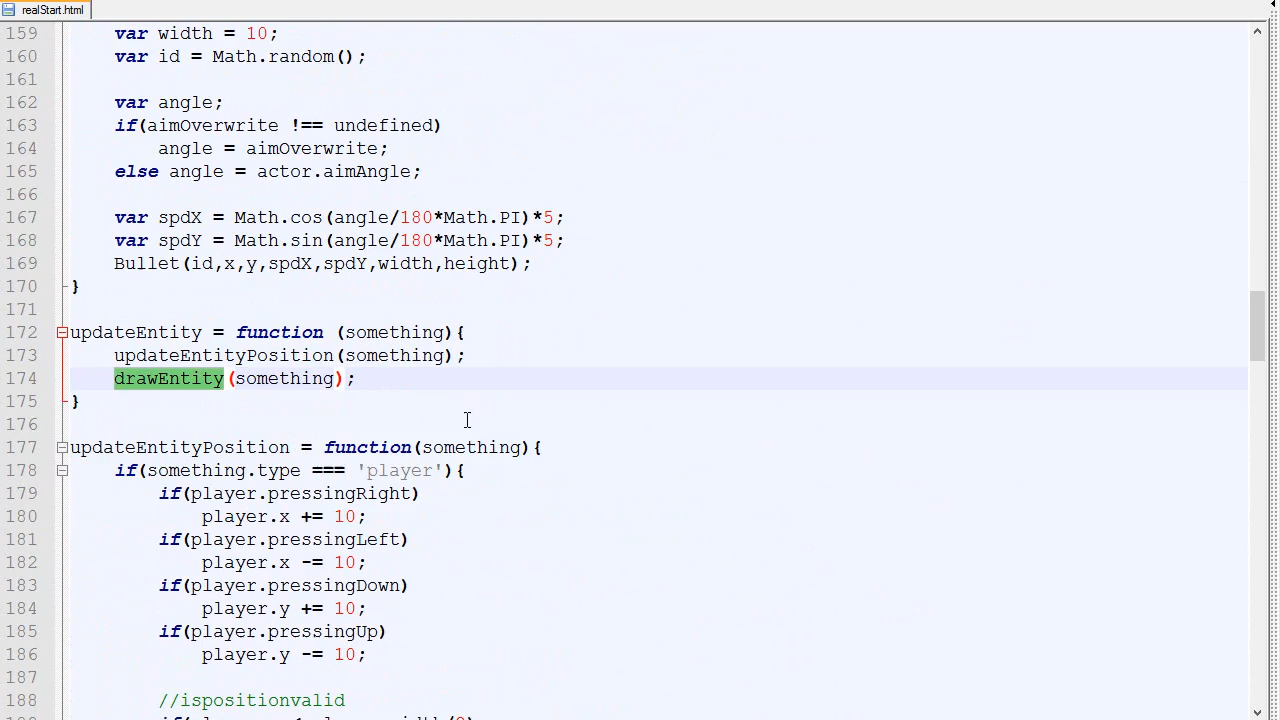 realStart.html
159 var width = 10;
160 var id = Math.random();
161
162 var angle;
163 if(aimOverwrite !== undefined)
164 angle = aimOverwrite;
165 else angle = actor.aimAngle;
166
167 var spdX = Math.cos(angle/180*Math.PI)*5;
168 var spdY = Math.sin(angle/180*Math.PI)*5;
169 Bullet(id,x,y,spdX,spdY,width,height);
170 }
171
172 updateEntity = function (something){
173 updateEntityPosition(something);
174 drawEntity(something);
175 }
176
177 updateEntityPosition = function(something){
178 if(something.type === 'player'){
179 if(player.pressingRight)
180 player.x += 10;
181 if(player.pressingLeft)
182 player.x -= 10;
183 if(player.pressingDown)
184 player.y += 10;
185 if(player.pressingUp)
186 player.y -= 10;
187
188 //ispositionvalid